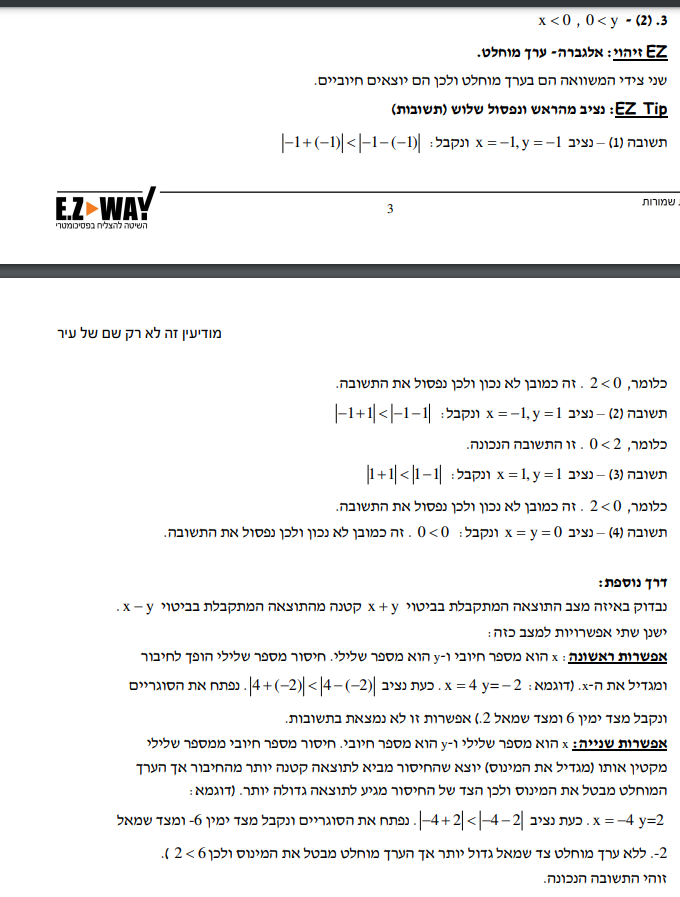 3. (2) - x < 0 , 0 < y
EZ זיהוי: אלגברה- ערך מוחלט.
שני צידי המשוואה הם בערך מוחלט ולכן הם יוצאים חיוביים.
EZ Tip: נציב מהראש ונפסול שלוש (תשובות)
תשובה (1) – נציב x = −1, y = −1 ונקבל: |−1+(−1)| < |−1−(−1)|
E.Z WAY
השיטה להצליח בפסיכומטרי
3
שמורות
מודיעין זה לא רק שם של עיר
כלומר, 2 < 0 . זה כמובן לא נכון ולכן נפסול את התשובה.
תשובה (2) – נציב x = −1, y = 1 ונקבל: |−1+1| < |−1−1|
כלומר, 0 < 2 . זו התשובה הנכונה.
תשובה (3) – נציב x = 1, y = 1 ונקבל: |1+1| < |1−1|
כלומר, 2 < 0 . זה כמובן לא נכון ולכן נפסול את התשובה.
תשובה (4) – נציב x = y = 0 ונקבל: 0 < 0 . זה כמובן לא נכון ולכן נפסול את התשובה.
דרך נוספת:
נבדוק באיזה מצב התוצאה המתקבלת בביטוי x + y קטנה מהתוצאה המתקבלת בביטוי x − y .
ישנן שתי אפשרויות למצב כזה:
אפשרות ראשונה: x הוא מספר חיובי ו-y הוא מספר שלילי. חיסור מספר שלילי הופך לחיבור
ומגדיל את ה-x. (דוגמא: x = 4 y= − 2 . כעת נציב |4+(−2)| < |4−(−2)|. נפתח את הסוגריים
ונקבל מצד ימין 6 ומצד שמאל 2.) אפשרות זו לא נמצאת בתשובות.
אפשרות שנייה: x הוא מספר שלילי ו-y הוא מספר חיובי. חיסור מספר חיובי ממספר שלילי
מקטין אותו (מגדיל את המינוס) יוצא שהחיסור מביא לתוצאה קטנה יותר מהחיבור אך הערך
המוחלט מבטל את המינוס ולכן הצד של החיסור מגיע לתוצאה גדולה יותר. (דוגמא:
x = −4 y=2 . כעת נציב |−4+2| < |−4−2|. נפתח את הסוגריים ונקבל מצד ימין 6- ומצד שמאל
2-. ללא ערך מוחלט צד שמאל גדול יותר אך הערך מוחלט מבטל את המינוס ולכן 2 < 6 ).
זוהי התשובה הנכונה.